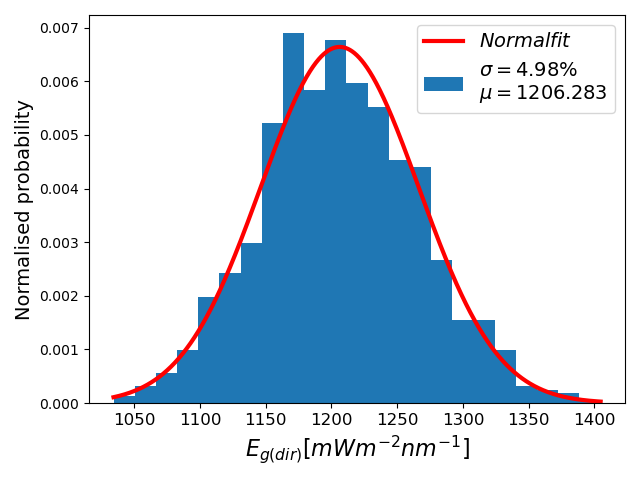 0.007
0.006
0.005
0.004
0.003
0.002
0.001
0.000
Normalised probability
Normalfit
σ = 4.98%
μ = 1206.283
1050 1100 1150 1200 1250 1300 1350 1400
E_{g(dir)}[mWm^{-2}nm^{-1}]